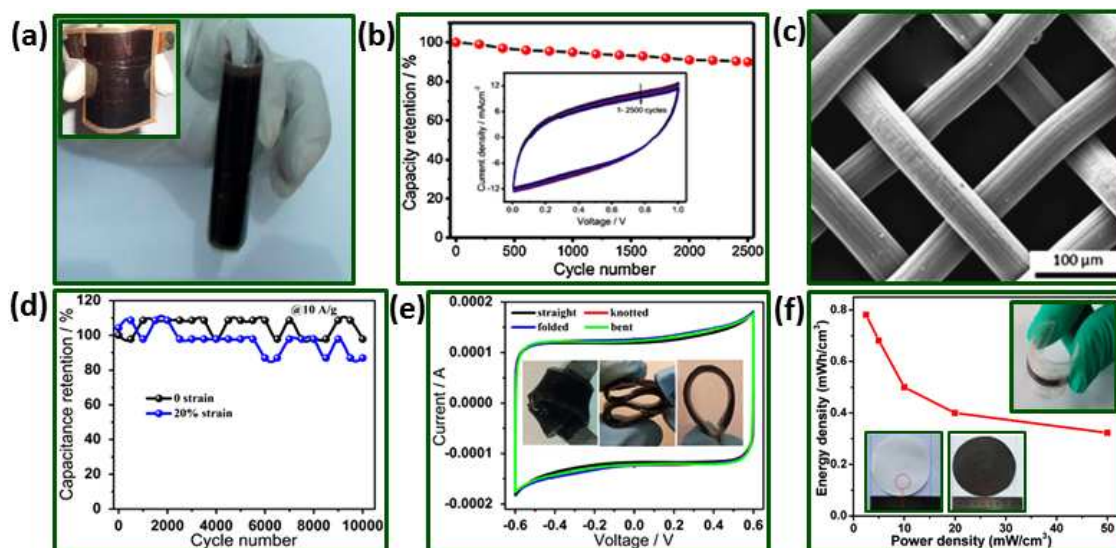 (a)
(b)
Capacity retention / %
100
80
60
40
20
0
0 500 1000 1500 2000 2500
Cycle number
Current density / mAcm⁻²
12
6
0
-6
-12
1- 2500 cycles
0.0 0.2 0.4 0.6 0.8 1.0
Voltage / V
(c)
100 µm
(d)
Capacitance retention / %
120
100
80
60
40
20
0
@10 A/g
0 strain
20% strain
0 2000 4000 6000 8000 10000
Cycle number
(e)
Current / A
0.0002
0.0001
0.0000
-0.0001
-0.0002
straight knotted
folded bent
-0.6 -0.4 -0.2 0.0 0.2 0.4 0.6
Voltage / V
(f)
Energy density (mWh/cm³)
0.8
0.6
0.4
0.2
0.0
0 10 20 30 40 50
Power density (mW/cm³)